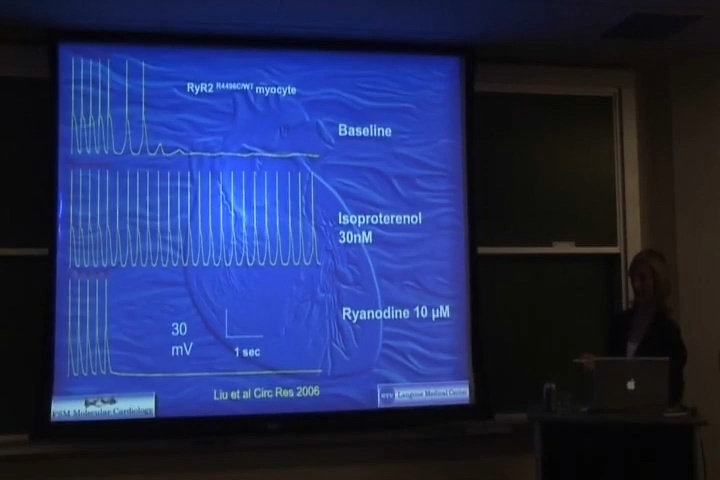 RyR2 R4496C/WT myocyte
Baseline
Isoproterenol
30nM
Ryanodine 10 µM
30
mV
1 sec
Liu et al Circ Res 2006
FSM Molecular Cardiology
NYU Langone Medical Center